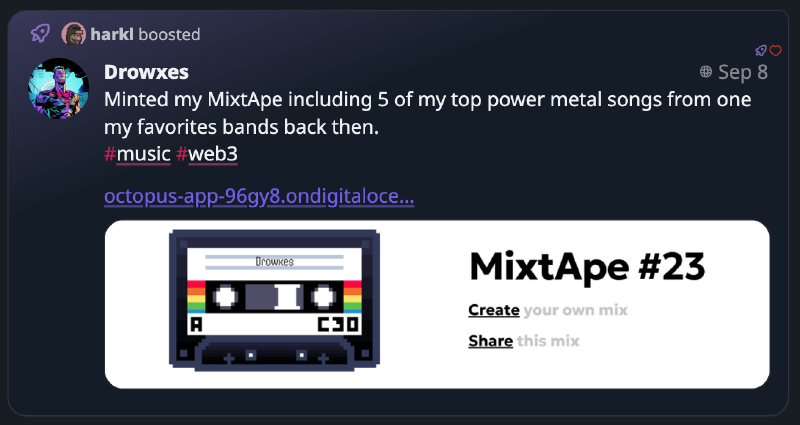 harkl boosted
Drowxes
Sep 8
Minted my MixtApe including 5 of my top power metal songs from one
my favorites bands back then.
#music #web3
octopus-app-96gy8.ondigitaloce...
Drowxes
A
C30
MixtApe #23
Create your own mix
Share this mix